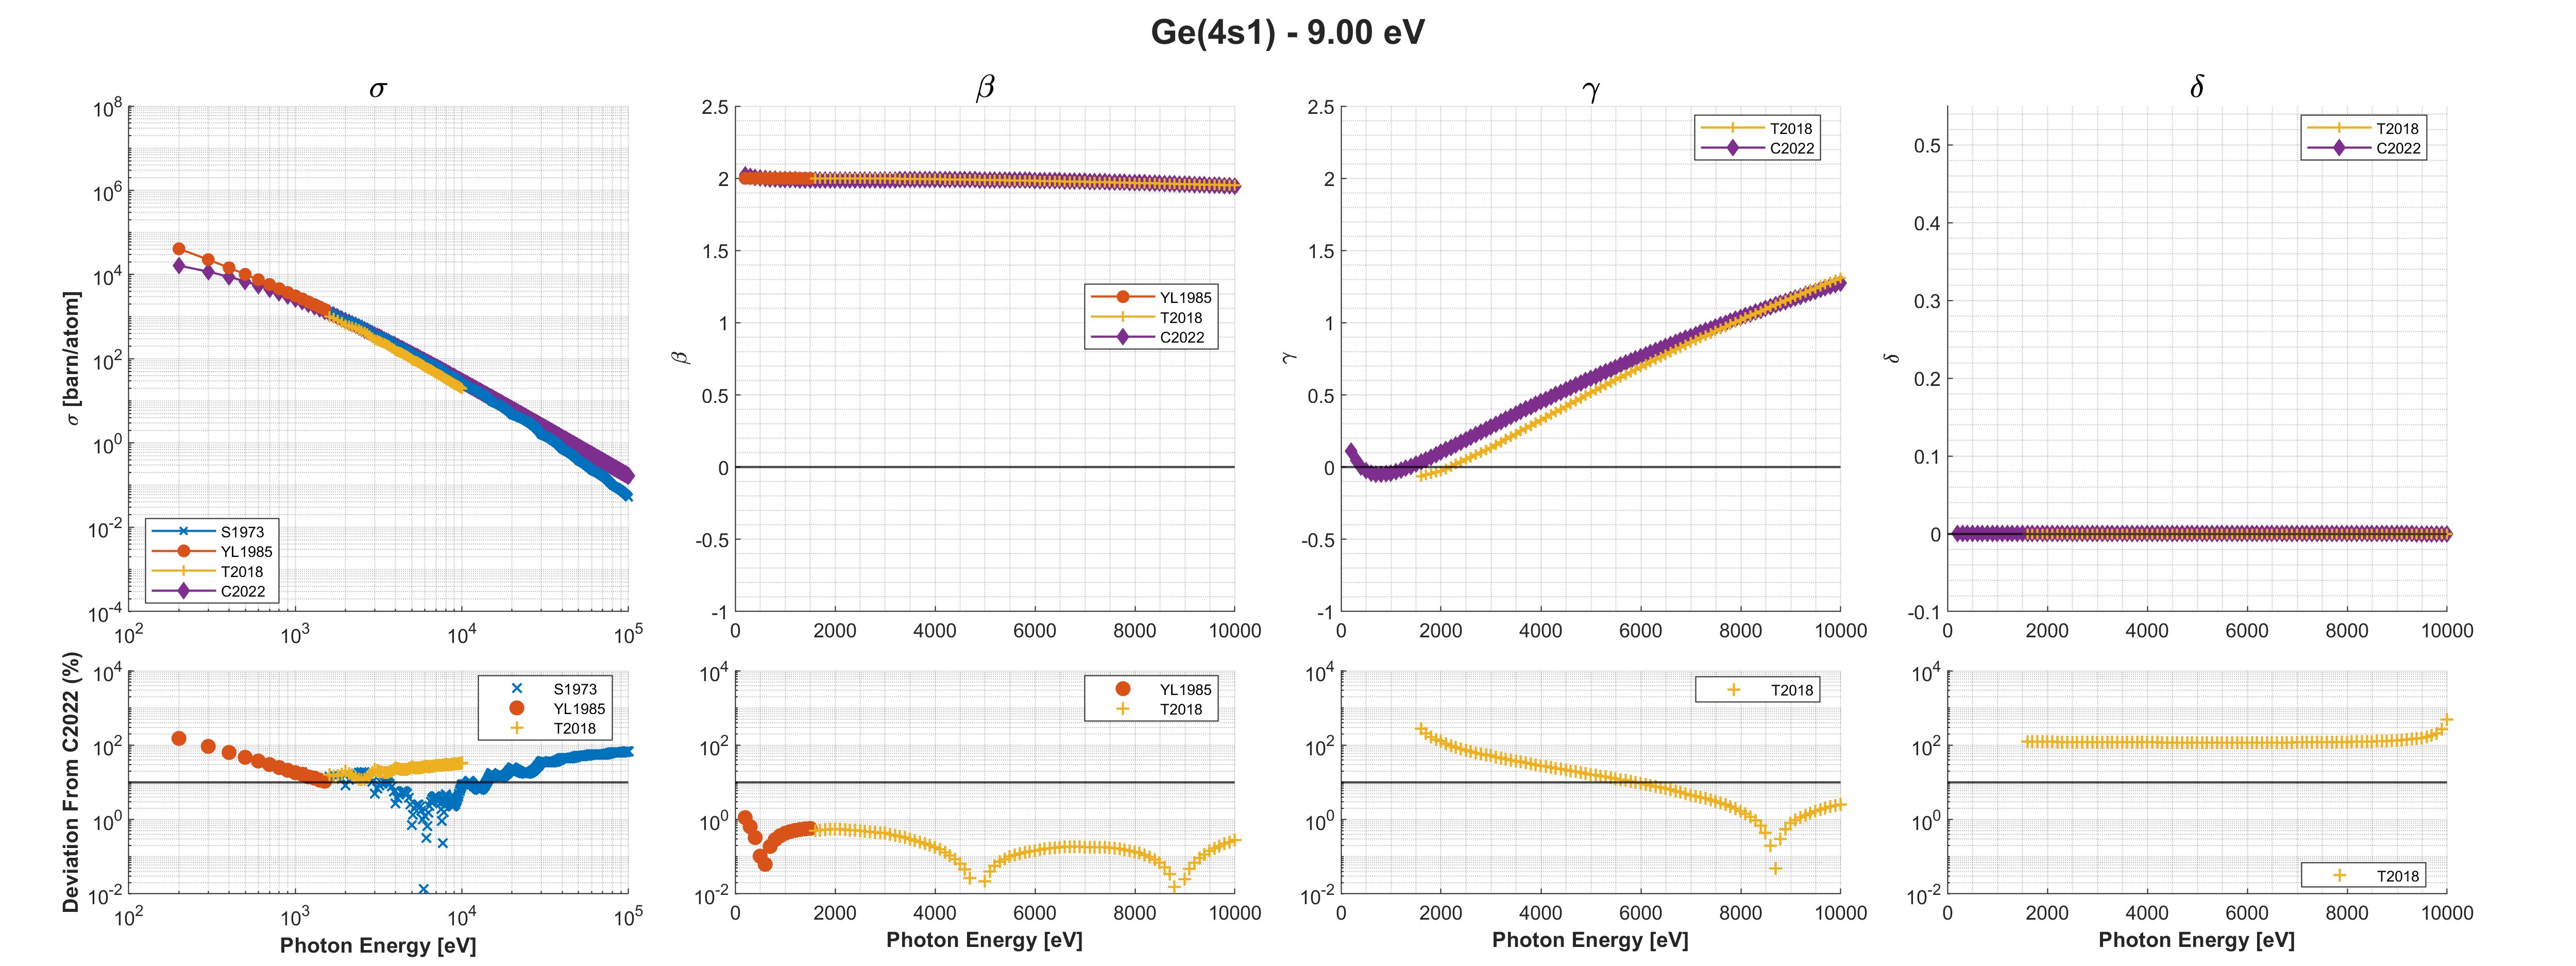 Ge(4s1) - 9.00 eV
σ
σ [barn/atom]
10^8
10^6
10^4
10^2
10^0
10^-2
10^-4
10^2
10^3
10^4
10^5
S1973
YL1985
T2018
C2022
β
β
2.5
2
1.5
1
0.5
0
-0.5
-1
0
2000
4000
6000
8000
10000
YL1985
T2018
C2022
γ
γ
2.5
2
1.5
1
0.5
0
-0.5
-1
0
2000
4000
6000
8000
10000
T2018
C2022
δ
δ
0.5
0.4
0.3
0.2
0.1
0
-0.1
0
2000
4000
6000
8000
10000
T2018
C2022
Deviation From C2022 (%)
10^4
10^2
10^0
10^-2
10^2
10^3
10^4
10^5
S1973
YL1985
T2018
Photon Energy [eV]
10^4
10^2
10^0
10^-2
0
2000
4000
6000
8000
10000
YL1985
T2018
Photon Energy [eV]
10^4
10^2
10^0
10^-2
0
2000
4000
6000
8000
10000
T2018
Photon Energy [eV]
10^4
10^2
10^0
10^-2
0
2000
4000
6000
8000
10000
T2018
Photon Energy [eV]